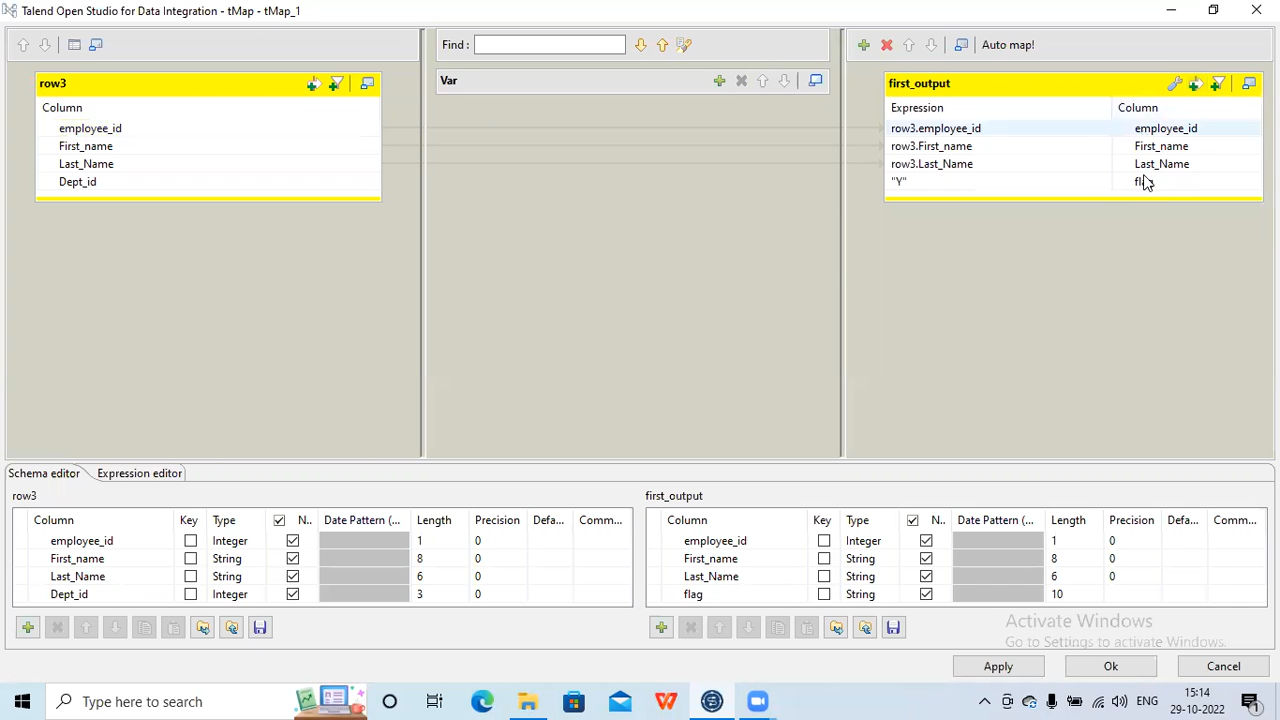 Talend Open Studio for Data Integration - tMap - tMap_1
Find :
Auto map!
row3
Column
employee_id
First_name
Last_Name
Dept_id
Var
first_output
Expression Column
row3.employee_id employee_id
row3.First_name First_name
row3.Last_Name Last_Name
"Y"
Schema editor Expression editor
row3
Column Key Type N.. Date Pattern (... Length Precision Defa... Comm...
employee_id Integer 1 0
First_name String 8 0
Last_Name String 6 0
Dept_id Integer 3 0
first_output
Column Key Type N.. Date Pattern (... Length Precision Defa... Comm...
employee_id Integer 1 0
First_name String 8 0
Last_Name String 6 0
flag String 10
Activate Windows
Go to Settings to activate Windows.
Apply Ok Cancel
Type here to search
ENG
15:14
29-10-2022
1